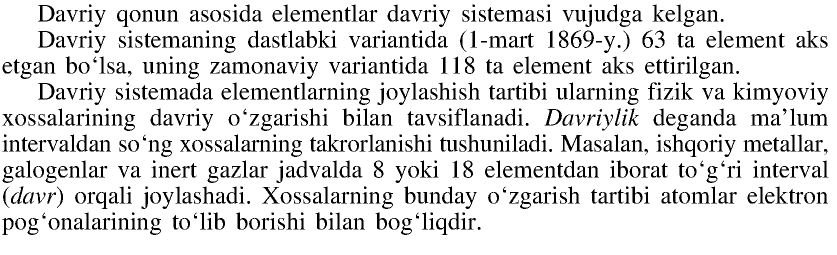 Davriy qonun asosida elementlar davriy sistemasi vujudga kelgan.
Davriy sistemaning dastlabki variantida (1-mart 1869-y.) 63 ta element aks
etgan bo‘lsa, uning zamonaviy variantida 118 ta element aks ettirilgan.
Davriy sistemada elementlarning joylashish tartibi ularning fizik va kimyoviy
xossalarining davriy o‘zgarishi bilan tavsiflanadi. Davriylik deganda ma’lum
intervaldan so‘ng xossalarning takrorlanishi tushuniladi. Masalan, ishqoriy metallar,
galogenlar va inert gazlar jadvalda 8 yoki 18 elementdan iborat to‘g‘ri interval
(davr) orqali joylashadi. Xossalarning bunday o‘zgarish tartibi atomlar elektron
pog‘onalarining to‘lib borishi bilan bog‘liqdir.